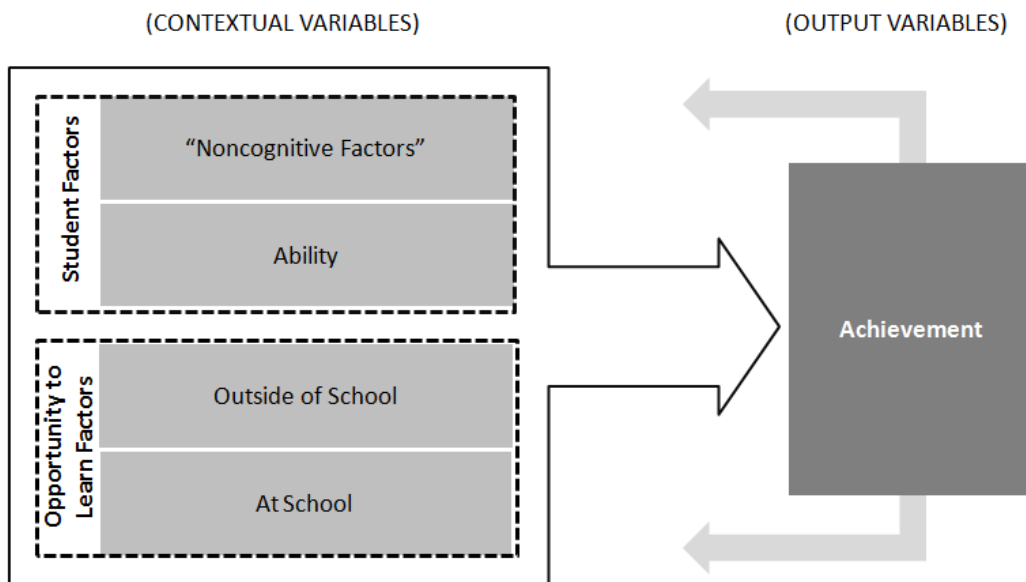 (CONTEXTUAL VARIABLES)
(OUTPUT VARIABLES)
Student Factors
“Noncognitive Factors”
Ability
Opportunity to
Learn Factors
Outside of School
At School
Achievement